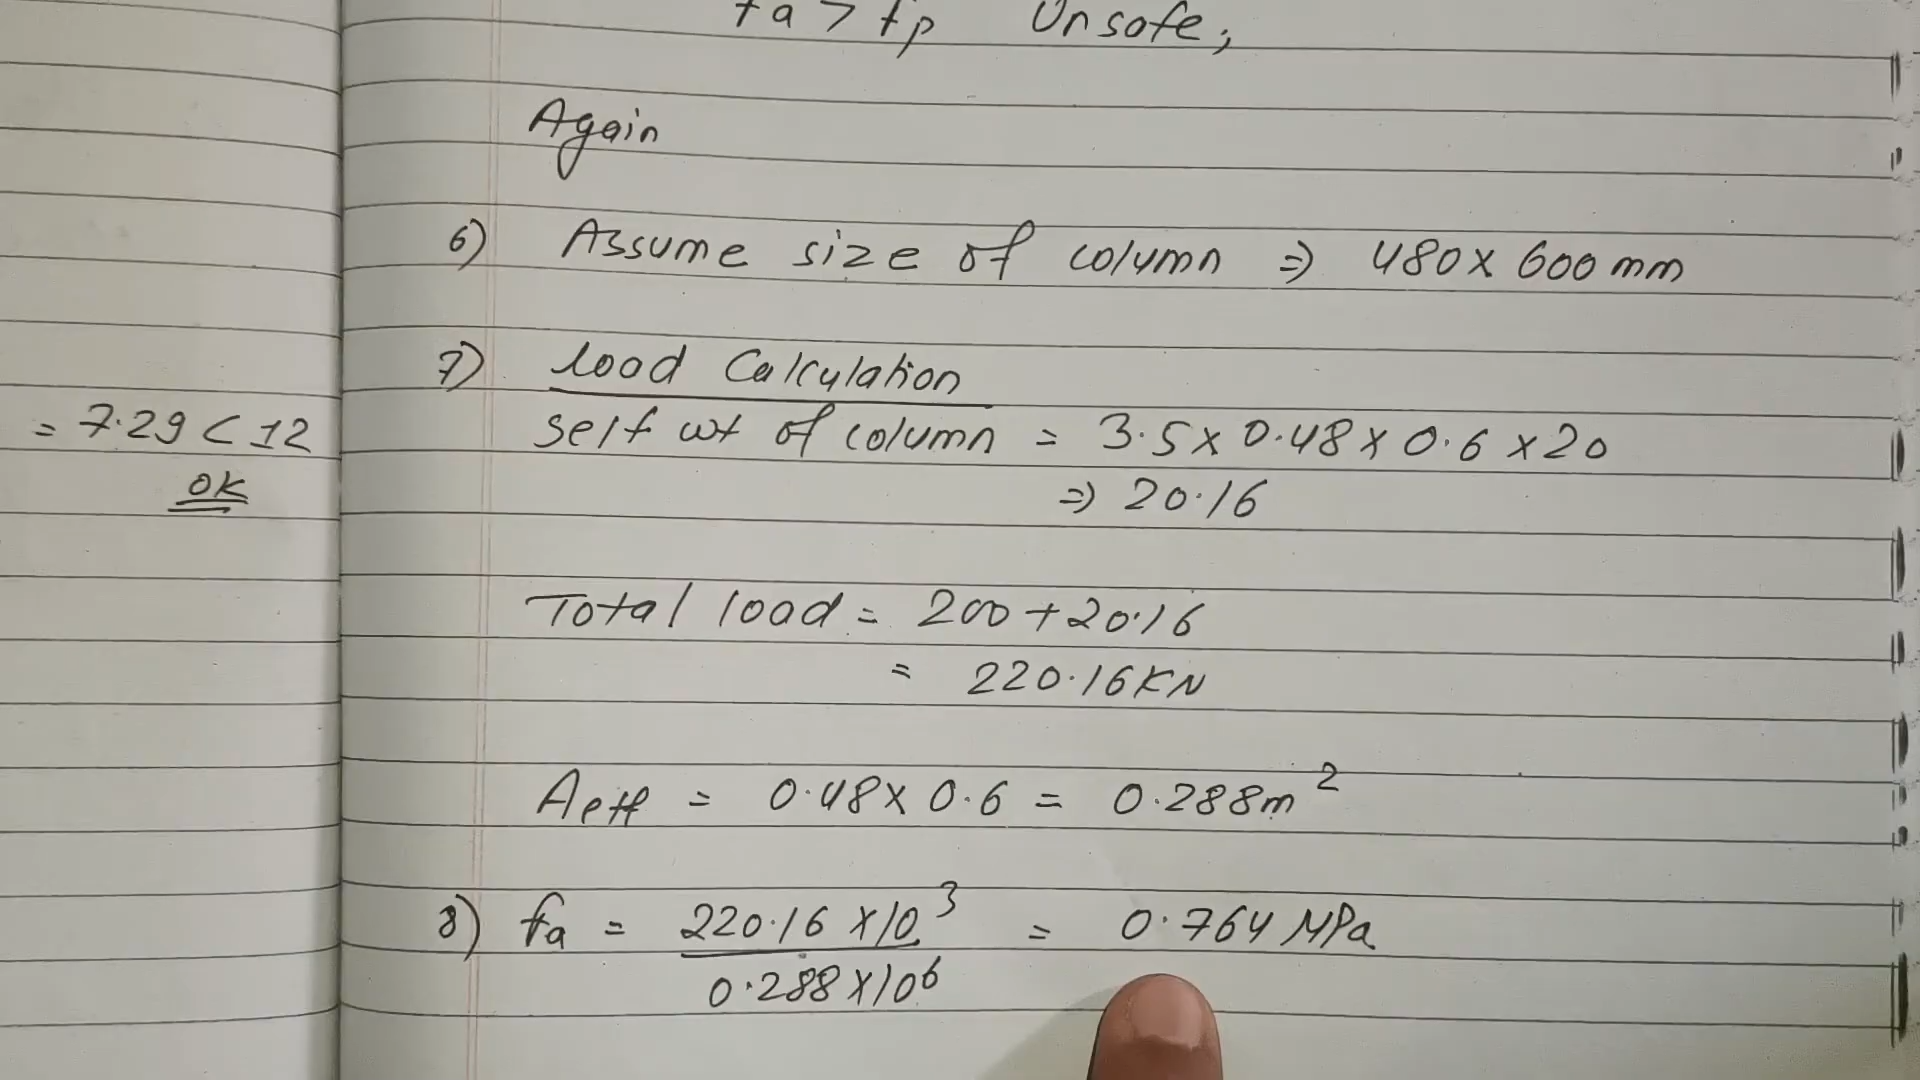 fa > fp Unsafe;
Again
6) Assume size of column ⇒ 480 x 600 mm
7) load Calculation
= 7.29 < 12
self wt of column = 3.5 x 0.48 x 0.6 x 20
OK
⇒ 20.16
Total load = 200 + 20.16
= 220.16 KN
Aeff = 0.48 x 0.6 = 0.288 m²
8) fa = 220.16 x 10³ / 0.288 x 10⁶ = 0.764 MPa